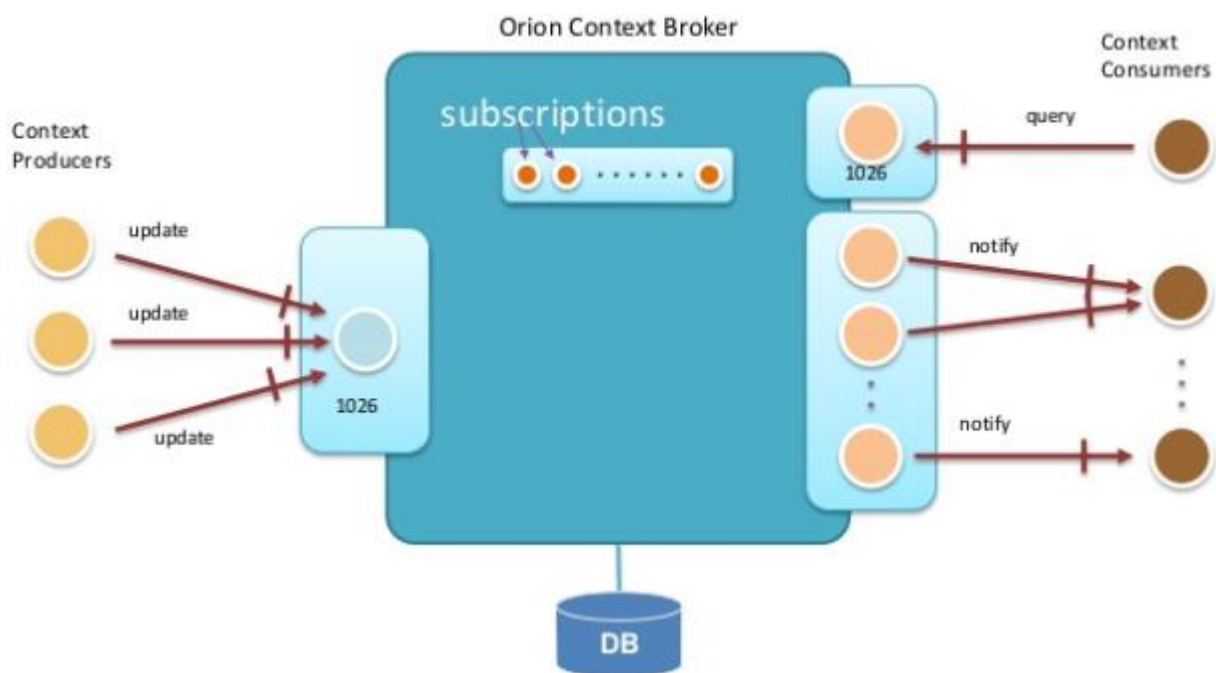 Orion Context Broker
Context
Producers
Context
Consumers
subscriptions
query
1026
update
notify
update
1026
update
notify
DB